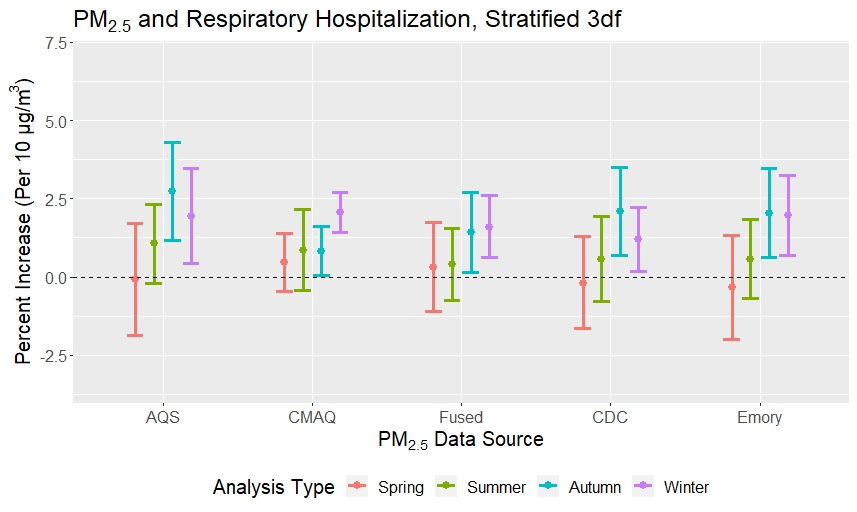 PM2.5 and Respiratory Hospitalization, Stratified 3df
Percent Increase (Per 10 μg/m³)
7.5
5.0
2.5
0.0
-2.5
AQS CMAQ Fused CDC Emory
PM2.5 Data Source
Analysis Type Spring Summer Autumn Winter